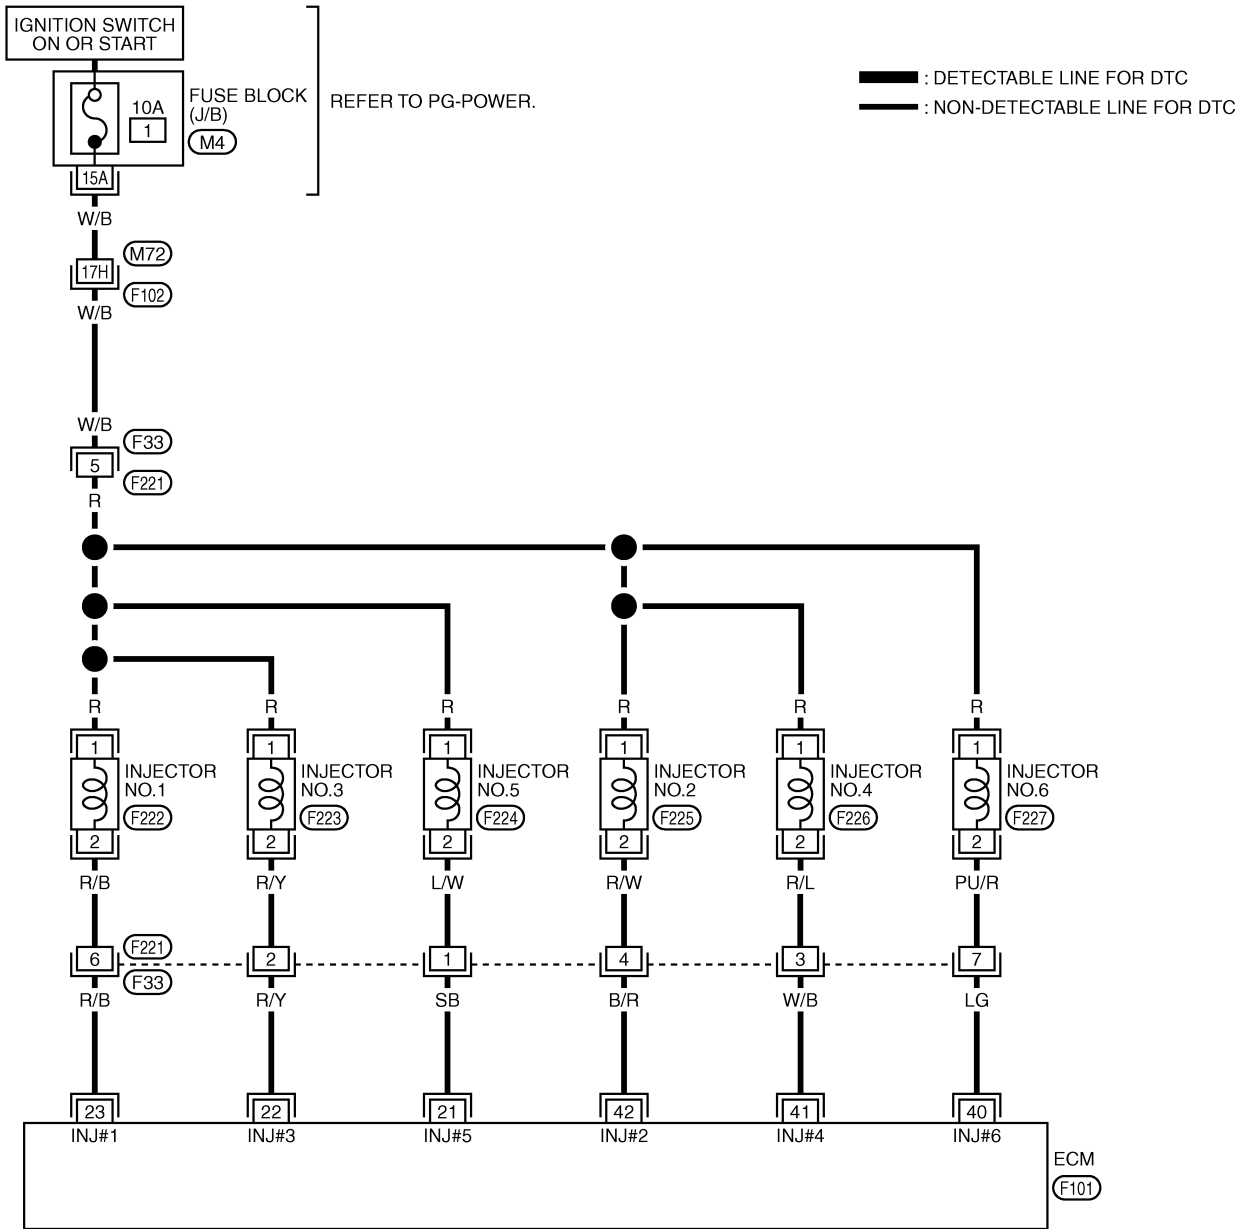 IGNITION SWITCH
ON OR START
10A
1
FUSE BLOCK
(J/B)
M4
REFER TO PG-POWER.
: DETECTABLE LINE FOR DTC
: NON-DETECTABLE LINE FOR DTC
15A
W/B
M72
17H
F102
W/B
W/B
F33
5
F221
R
R R R R R R
1 1 1 1 1 1
INJECTOR
NO.1
F222
INJECTOR
NO.3
F223
INJECTOR
NO.5
F224
INJECTOR
NO.2
F225
INJECTOR
NO.4
F226
INJECTOR
NO.6
F227
2 2 2 2 2 2
R/B R/Y L/W R/W R/L PU/R
F221
6 2 1 4 3 7
F33
R/B R/Y SB B/R W/B LG
23 22 21 42 41 40
INJ#1 INJ#3 INJ#5 INJ#2 INJ#4 INJ#6
ECM
F101